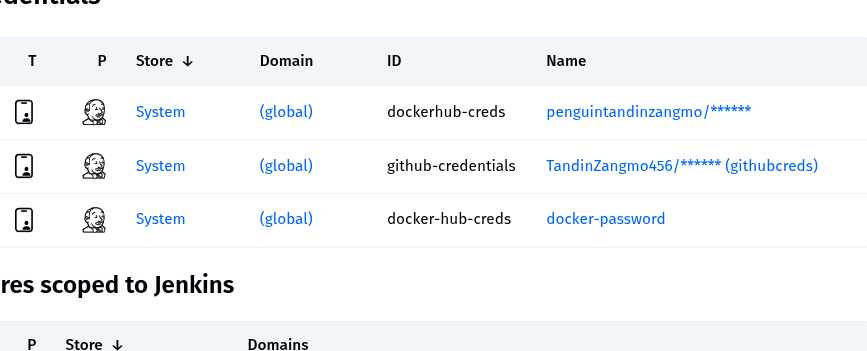 T P Store ↓ Domain ID Name
System (global) dockerhub-creds penguintandinzangmo/******
System (global) github-credentials TandinZangmo456/****** (githubcreds)
System (global) docker-hub-creds docker-password
res scoped to Jenkins
P Store ↓ Domains